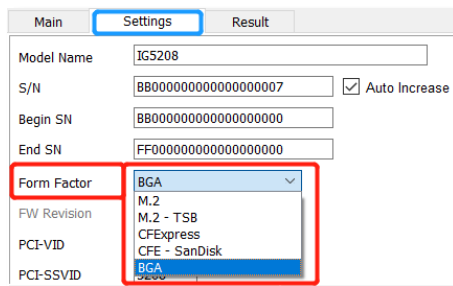 Main Settings Result
Model Name IG5208
S/N BB000000000000000007 Auto Increase
Begin SN BB000000000000000000
End SN FF000000000000000000
Form Factor BGA
M.2
FW Revision M.2 - TSB
CFExpress
PCI-VID CFE - SanDisk
BGA
PCI-SSVID